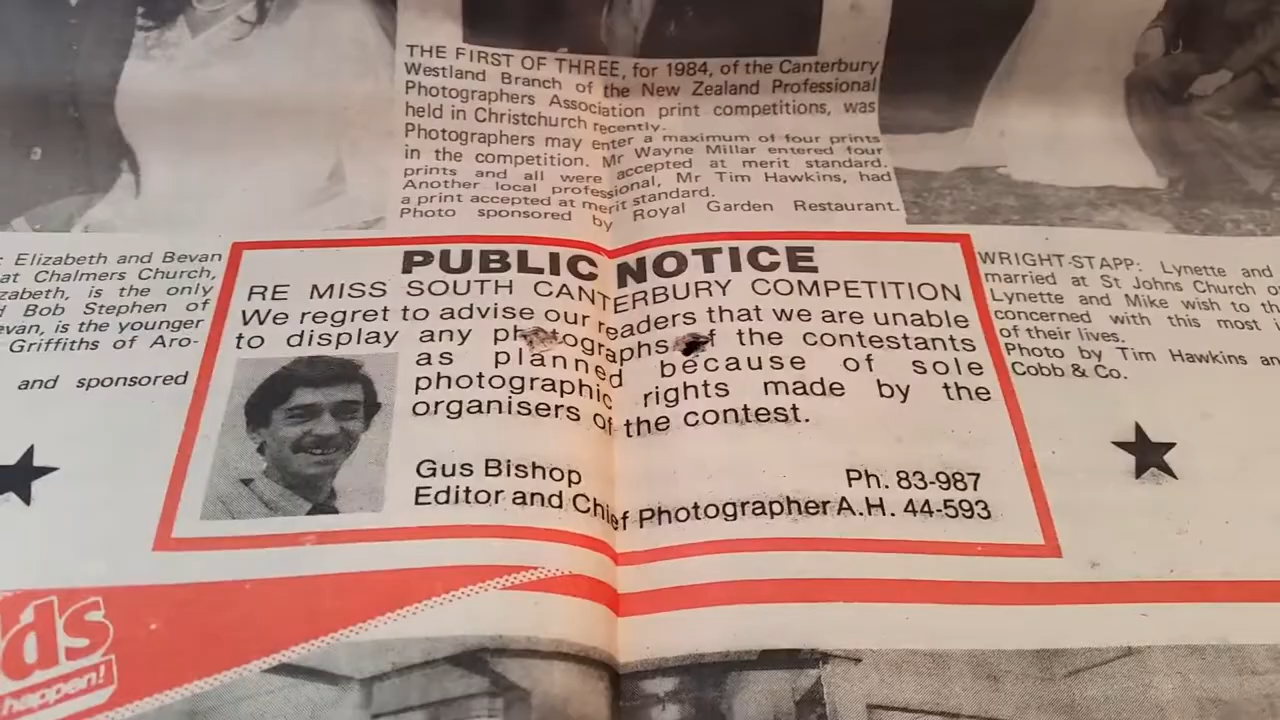 THE FIRST OF THREE, for 1984, of the Canterbury
Westland Branch of the New Zealand Professional
Photographers Association print competitions, was
held in Christchurch recently.
Photographers may enter a maximum of four prints
in the competition. Mr Wayne Millar entered four
prints and all were accepted at merit standard.
Another local professional, Mr Tim Hawkins, had
a print accepted at merit standard.
Photo sponsored by Royal Garden Restaurant.
: Elizabeth and Bevan
at Chalmers Church,
zabeth, is the only
d Bob Stephen of
evan, is the younger
Griffiths of Aro-
and sponsored
PUBLIC NOTICE
RE MISS SOUTH CANTERBURY COMPETITION
We regret to advise our readers that we are unable
to display any photographs of the contestants
as planned because of sole
photographic rights made by the
organisers of the contest.
Gus Bishop
Editor and Chief Photographer
Ph. 83-987
A.H. 44-593
WRIGHT-STAPP: Lynette and
married at St Johns Church
Lynette and Mike wish to
concerned with this most
of their lives.
Photo by Tim Hawkins
Cobb & Co.
ds
happen!